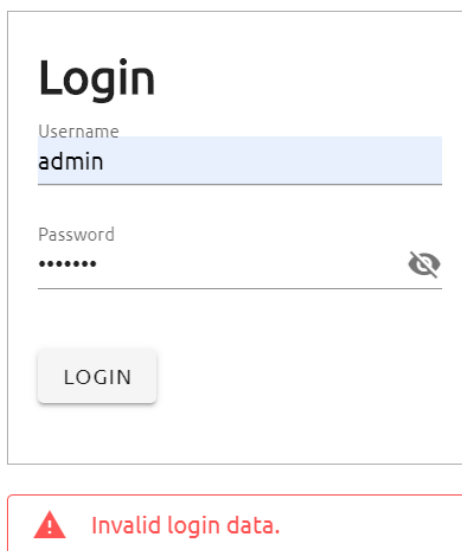 Login
Username
admin
Password
•••••••
LOGIN
Invalid login data.